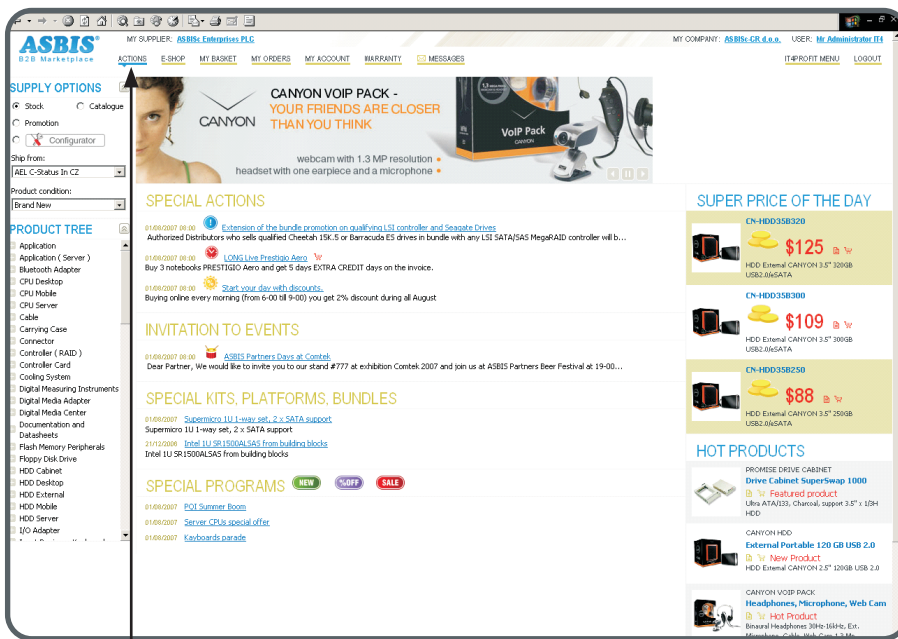 ASBIS®
B2B Marketplace
MY SUPPLIER: ASBISc Enterprises PLC
MY COMPANY: ASBISc-CR d.o.o. USER: Mr Administrator IT4
ACTIONS E-SHOP MY BASKET MY ORDERS MY ACCOUNT WARRANTY MESSAGES
IT4PROFIT MENU LOGOUT
SUPPLY OPTIONS
Stock Catalogue
Promotion
Configurator
Ship from:
AEL C-Status In CZ
Product condition:
Brand New
PRODUCT TREE
Application
Application ( Server )
Bluetooth Adapter
CPU Desktop
CPU Mobile
CPU Server
Cable
Carrying Case
Connector
Controller ( RAID )
Controller Card
Cooling System
Digital Measuring Instruments
Digital Media Adapter
Digital Media Center
Documentation and
Datasheets
Flash Memory Peripherals
Floppy Disk Drive
HDD Cabinet
HDD Desktop
HDD External
HDD Mobile
HDD Server
I/O Adapter
CANYON
CANYON VOIP PACK -
YOUR FRIENDS ARE CLOSER
THAN YOU THINK
webcam with 1.3 MP resolution
headset with one earpiece and a microphone
VoIP Pack
CANYON
SPECIAL ACTIONS
01/08/2007 08:00 Extension of the bundle promotion on qualifying LSI controller and Seagate Drives
Authorized Distributors who sells qualified Cheetah 15K.5 or Barracuda ES drives in bundle with any LSI SATA/SAS MegaRAID controller will b...
01/08/2007 08:00 LONG Live Prestigio Aero
Buy 3 notebooks PRESTIGIO Aero and get 5 days EXTRA CREDIT days on the invoice.
01/08/2007 08:00 Start your day with discounts.
Buying online every morning (from 6-00 till 9-00) you get 2% discount during all August
INVITATION TO EVENTS
01/08/2007 08:00 ASBIS Partners Days at Comtek
Dear Partner, We would like to invite you to our stand #777 at exhibition Comtek 2007 and join us at ASBIS Partners Beer Festival at 19-00...
SPECIAL KITS, PLATFORMS, BUNDLES
01/08/2007 Supermicro 1U 1-way set, 2 x SATA support
Supermicro 1U 1-way set, 2 x SATA support
21/12/2006 Intel 1U SR1500ALSAS from building blocks
Intel 1U SR1500ALSAS from building blocks
SPECIAL PROGRAMS NEW %OFF SALE
01/08/2007 POI Summer Boom
01/08/2007 Server CPUs special offer
01/08/2007 Kayboards parade
SUPER PRICE OF THE DAY
CN-HDD35B320
$125
HDD External CANYON 3.5" 320GB
USB2.0/eSATA
CN-HDD35B300
$109
HDD External CANYON 3.5" 300GB
USB2.0/eSATA
CN-HDD35B250
$88
HDD External CANYON 3.5" 250GB
USB2.0/eSATA
HOT PRODUCTS
PROMISE DRIVE CABINET
Drive Cabinet SuperSwap 1000
Featured product
Ultra ATA/133, Charcoal, support 3.5" x 1/3H
HDD
CANYON HDD
External Portable 120 GB USB 2.0
New Product
HDD External CANYON 2.5" 120GB USB 2.0
CANYON VOIP PACK
Headphones, Microphone, Web Cam
Hot Product
Binaural Headphones 30Hz-16kHz, Ext.
Microphone, Cable, Web Cam 1.3 Mp